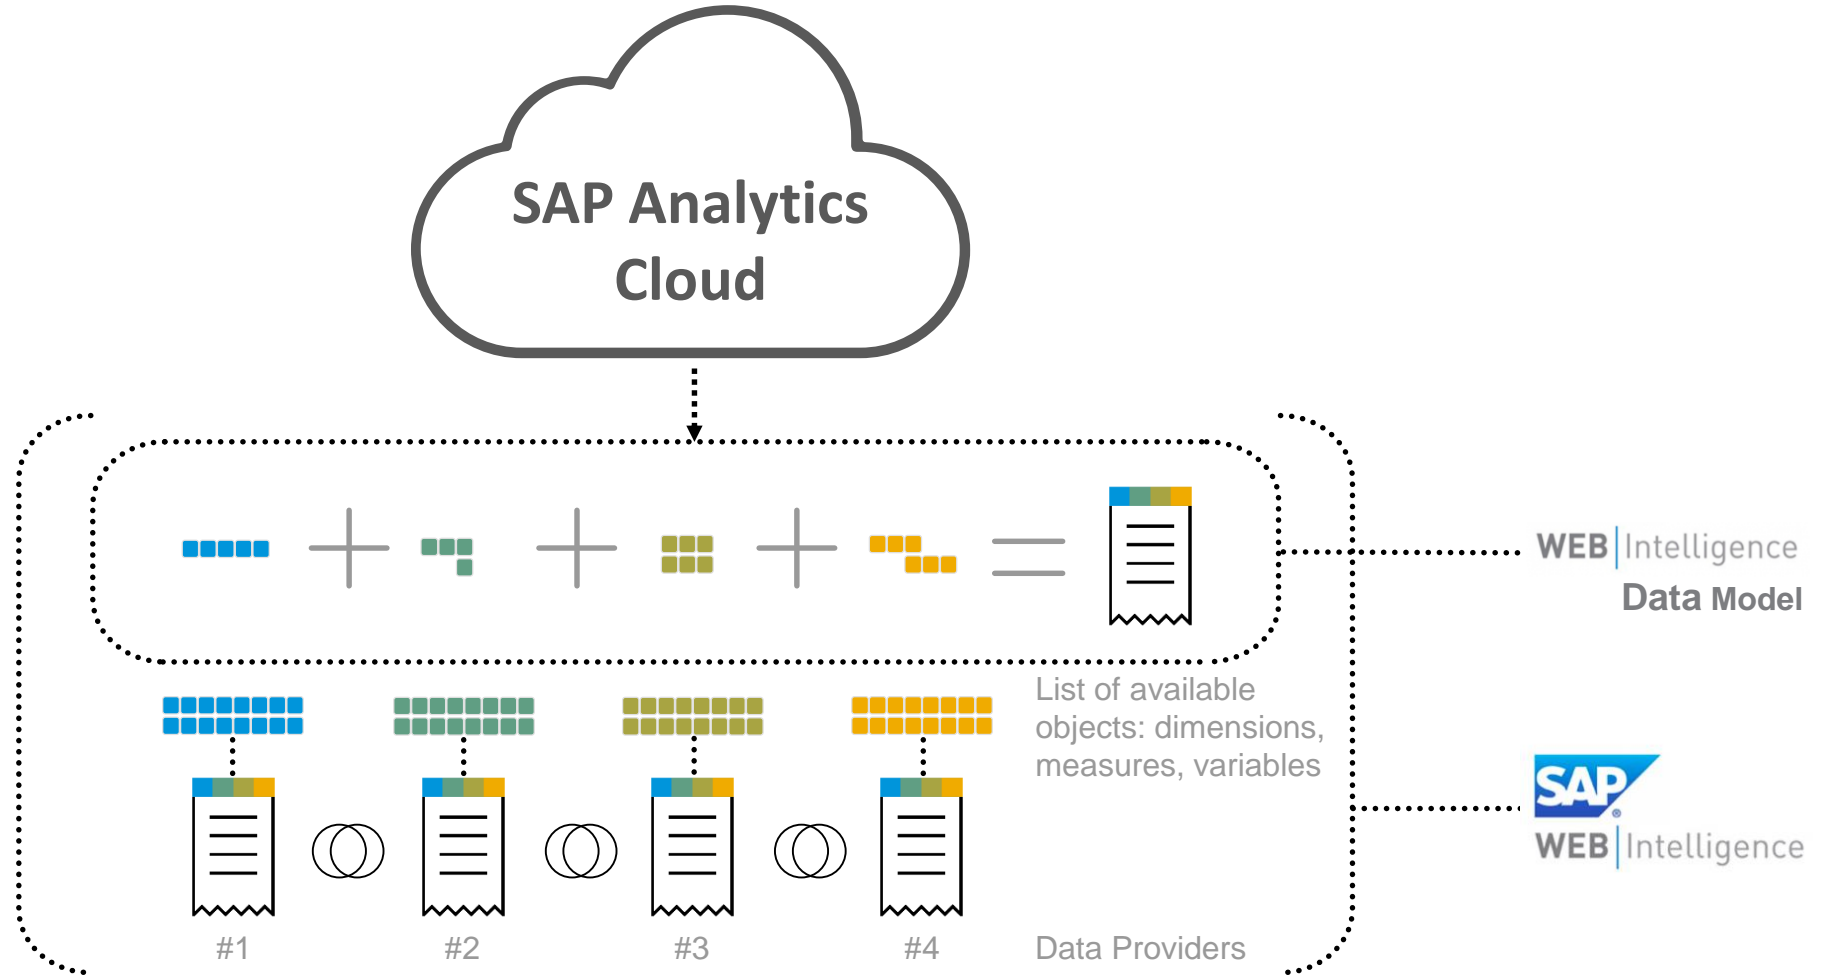 SAP Analytics
Cloud
WEB Intelligence
Data Model
List of available
objects: dimensions,
measures, variables
SAP
®
WEB Intelligence
#1
#2
#3
#4
Data Providers